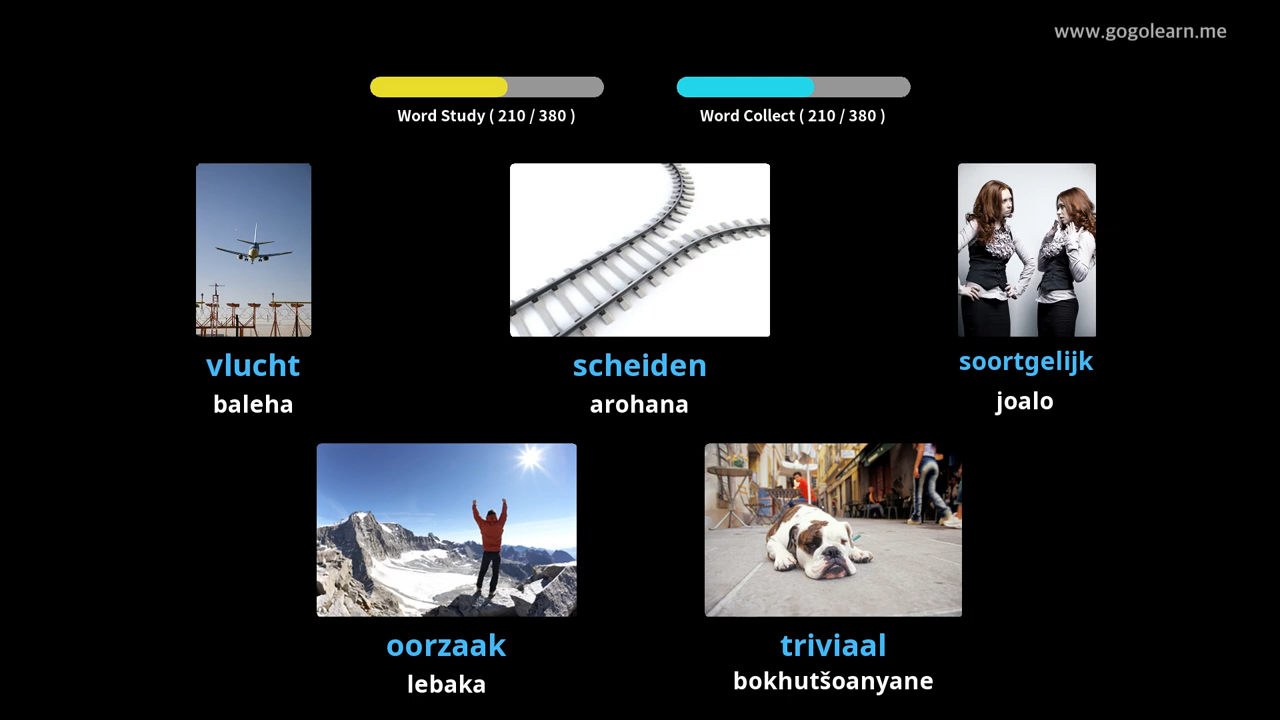 www.gogolearn.me
Word Study ( 210 / 380 )
Word Collect ( 210 / 380 )
vlucht
baleha
scheiden
arohana
soortgelijk
joalo
oorzaak
lebaka
triviaal
bokhutšoanyane